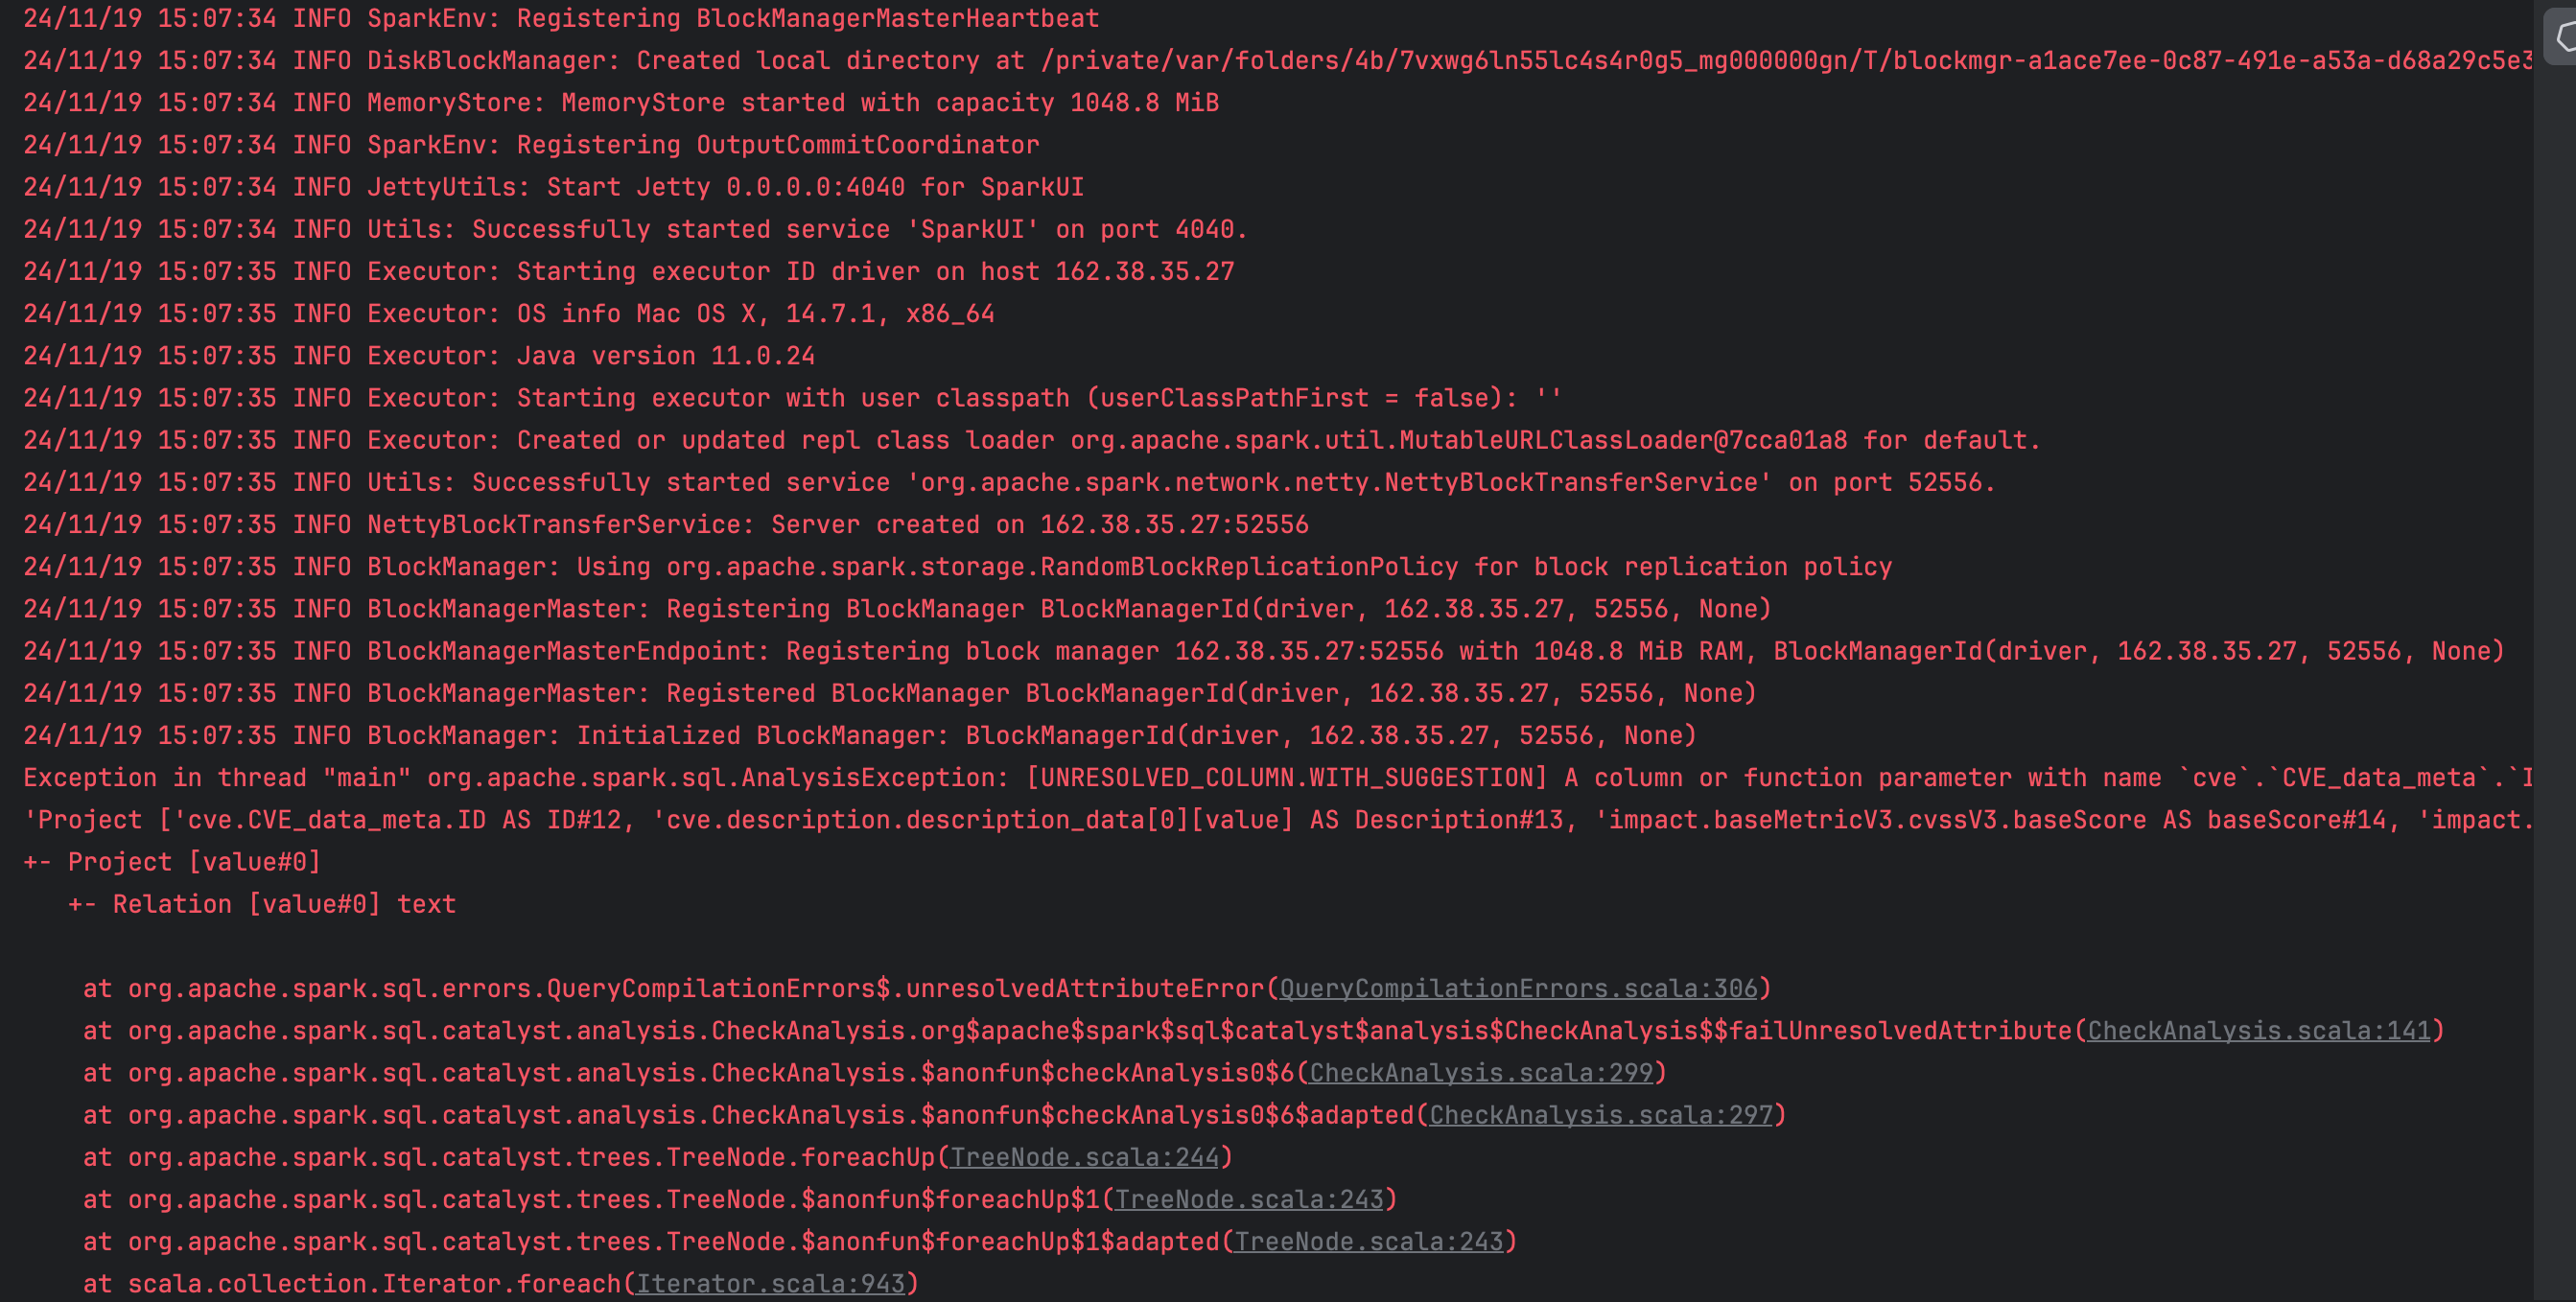 24/11/19 15:07:34 INFO SparkEnv: Registering BlockManagerMasterHeartbeat
24/11/19 15:07:34 INFO DiskBlockManager: Created local directory at /private/var/folders/4b/7vxwg6ln55lc4s4r0g5_mg000000gn/T/blockmgr-a1ace7ee-0c87-491e-a53a-d68a29c5e3
24/11/19 15:07:34 INFO MemoryStore: MemoryStore started with capacity 1048.8 MiB
24/11/19 15:07:34 INFO SparkEnv: Registering OutputCommitCoordinator
24/11/19 15:07:34 INFO JettyUtils: Start Jetty 0.0.0.0:4040 for SparkUI
24/11/19 15:07:34 INFO Utils: Successfully started service 'SparkUI' on port 4040.
24/11/19 15:07:35 INFO Executor: Starting executor ID driver on host 162.38.35.27
24/11/19 15:07:35 INFO Executor: OS info Mac OS X, 14.7.1, x86_64
24/11/19 15:07:35 INFO Executor: Java version 11.0.24
24/11/19 15:07:35 INFO Executor: Starting executor with user classpath (userClassPathFirst = false): ''
24/11/19 15:07:35 INFO Executor: Created or updated repl class loader org.apache.spark.util.MutableURLClassLoader@7cca01a8 for default.
24/11/19 15:07:35 INFO Utils: Successfully started service 'org.apache.spark.network.netty.NettyBlockTransferService' on port 52556.
24/11/19 15:07:35 INFO NettyBlockTransferService: Server created on 162.38.35.27:52556
24/11/19 15:07:35 INFO BlockManager: Using org.apache.spark.storage.RandomBlockReplicationPolicy for block replication policy
24/11/19 15:07:35 INFO BlockManagerMaster: Registering BlockManager BlockManagerId(driver, 162.38.35.27, 52556, None)
24/11/19 15:07:35 INFO BlockManagerMasterEndpoint: Registering block manager 162.38.35.27:52556 with 1048.8 MiB RAM, BlockManagerId(driver, 162.38.35.27, 52556, None)
24/11/19 15:07:35 INFO BlockManagerMaster: Registered BlockManager BlockManagerId(driver, 162.38.35.27, 52556, None)
24/11/19 15:07:35 INFO BlockManager: Initialized BlockManager: BlockManagerId(driver, 162.38.35.27, 52556, None)
Exception in thread "main" org.apache.spark.sql.AnalysisException: [UNRESOLVED_COLUMN.WITH_SUGGESTION] A column or function parameter with name `cve`.`CVE_data_meta`.`I
'Project ['cve.CVE_data_meta.ID AS ID#12, 'cve.description.description_data[0][value] AS Description#13, 'impact.baseMetricV3.cvssV3.baseScore AS baseScore#14, 'impact.
+- Project [value#0]
+- Relation [value#0] text
at org.apache.spark.sql.errors.QueryCompilationErrors$.unresolvedAttributeError(QueryCompilationErrors.scala:306)
at org.apache.spark.sql.catalyst.analysis.CheckAnalysis.org$apache$spark$sql$catalyst$analysis$CheckAnalysis$$failUnresolvedAttribute(CheckAnalysis.scala:141)
at org.apache.spark.sql.catalyst.analysis.CheckAnalysis.$anonfun$checkAnalysis0$6(CheckAnalysis.scala:299)
at org.apache.spark.sql.catalyst.analysis.CheckAnalysis.$anonfun$checkAnalysis0$6$adapted(CheckAnalysis.scala:297)
at org.apache.spark.sql.catalyst.trees.TreeNode.foreachUp(TreeNode.scala:244)
at org.apache.spark.sql.catalyst.trees.TreeNode.$anonfun$foreachUp$1(TreeNode.scala:243)
at org.apache.spark.sql.catalyst.trees.TreeNode.$anonfun$foreachUp$1$adapted(TreeNode.scala:243)
at scala.collection.Iterator.foreach(Iterator.scala:943)